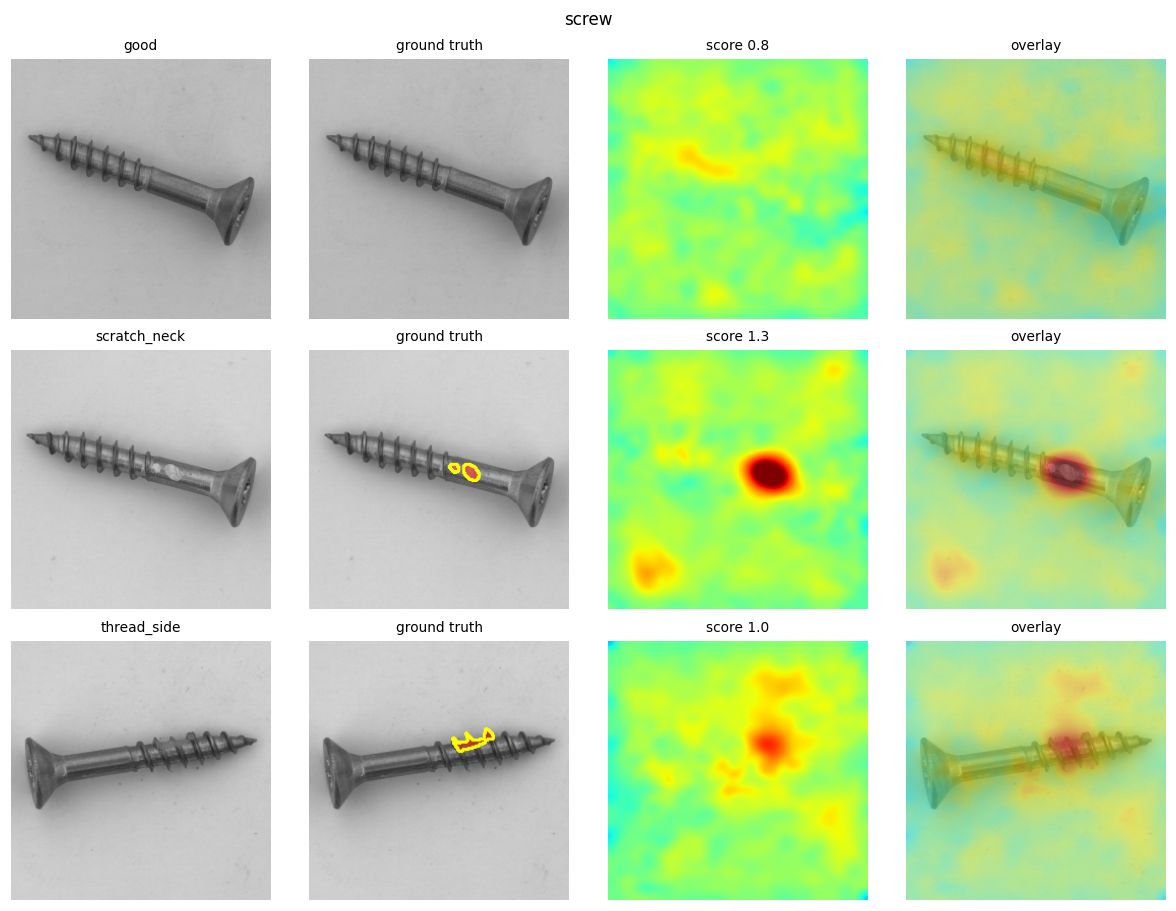 screw
good ground truth score 0.8 overlay
scratch_neck ground truth score 1.3 overlay
thread_side ground truth score 1.0 overlay